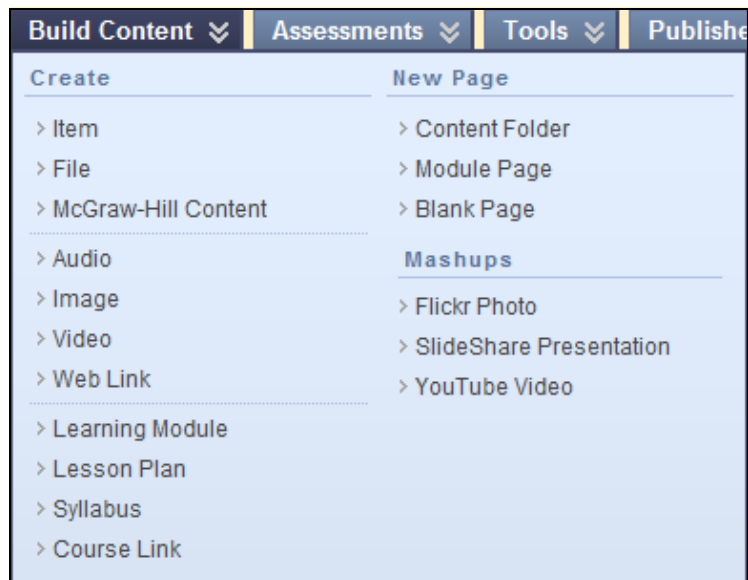 Build Content Assessments Tools
Create
Item
File
McGraw-Hill Content
Audio
Image
Video
Web Link
Learning Module
Lesson Plan
Syllabus
Course Link
New Page
Content Folder
Module Page
Blank Page
Mashups
Flickr Photo
SlideShare Presentation
YouTube Video